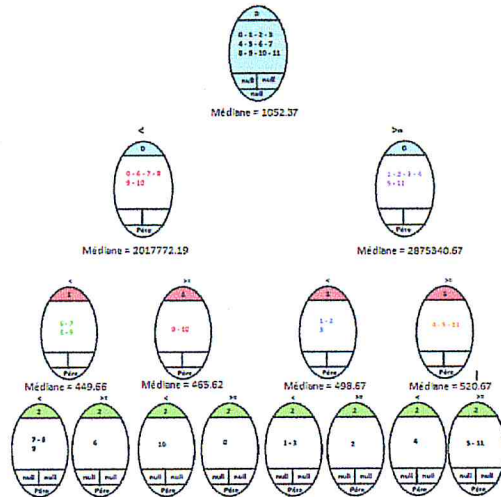 0
0 - 1 - 2 - 3
4 - 5 - 6 - 7
8 - 9 - 10 - 11
null null
null
Médiane = 1052.37
< >=
0 0
0 - 6 - 7 - 8 1 - 2 - 3 - 4
9 - 10 5 - 11
Père Père
Médiane = 2017772.19 Médiane = 2875340.67
< >= < >=
1 1 1 1
6 - 7 0 - 10 1 - 2 4 - 5 - 11
8 - 9 3
Père Père Père Père
Médiane = 449.66 Médiane = 465.62 Médiane = 498.67 Médiane = 520.67
< >= < >= < >= < >=
2 2 2 2 2 2 2 2
7 - 8 6 10 0 1 - 3 2 4 5 - 11
9
null null null null null null null null null null null null null null null null
Père Père Père Père Père Père Père Père